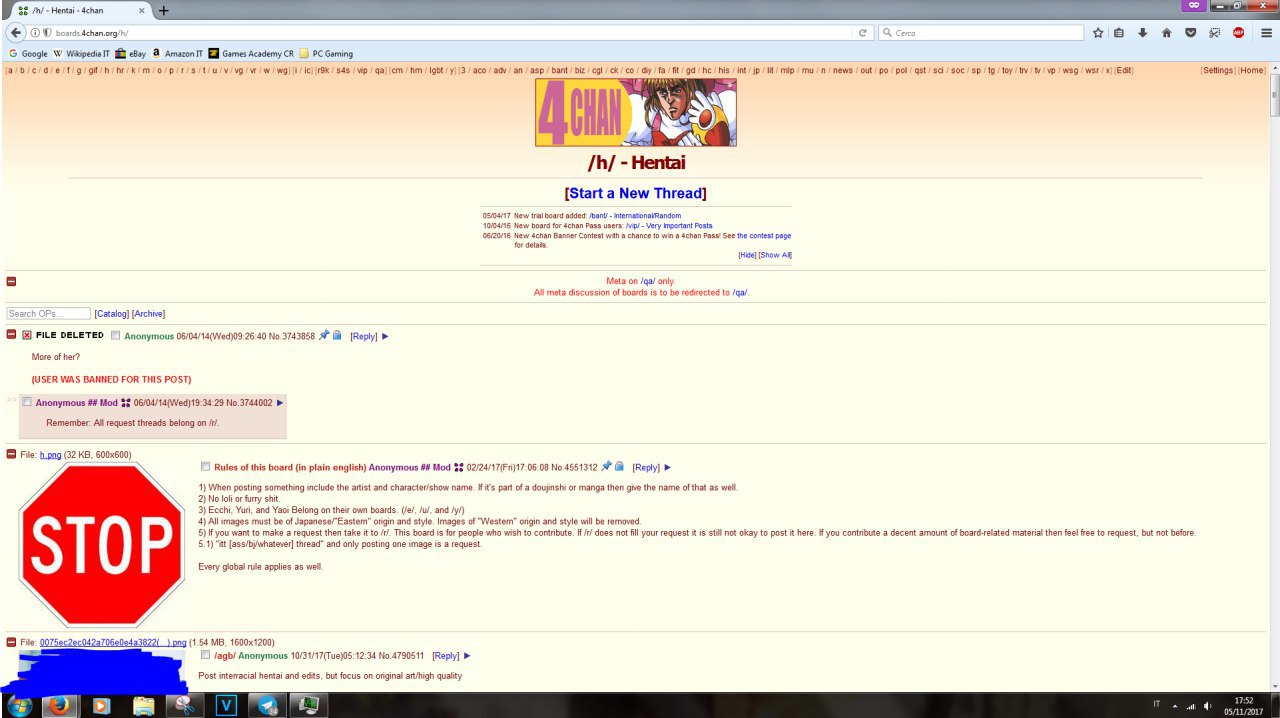 /h/ - Hentai - 4chan
boards.4chan.org/h/
Cerca
Google Wikipedia IT eBay Amazon IT Games Academy CR PC Gaming
[a / b / c / d / e / f / g / gif / h / hr / k / m / o / p / r / s / t / u / v / vg / vr / w / wg] [i / ic] [r9k / s4s / vip / qa] [cm / hm / lgbt / y] [3 / aco / adv / an / asp / bant / biz / cgl / ck / co / diy / fa / fit / gd / hc / his / int / jp / lit / mlp / mu / n / news / out / po / pol / qst / sci / soc / sp / tg / toy / trv / tv / vp / wsg / wsr / x] [Edit] [Settings] [Home]
4CHAN
/h/ - Hentai
[Start a New Thread]
05/04/17 New trial board added: /bant/ - International/Random
10/04/16 New board for 4chan Pass users: /vip/ - Very Important Posts
06/20/16 New 4chan Banner Contest with a chance to win a 4chan Pass! See the contest page
for details.
[Hide] [Show All]
Meta on /qa/ only.
All meta discussion of boards is to be redirected to /qa/.
Search OPs... [Catalog] [Archive]
FILE DELETED Anonymous 06/04/14(Wed)09:26:40 No.3743858 [Reply] ▶
More of her?
(USER WAS BANNED FOR THIS POST)
>> Anonymous ## Mod 06/04/14(Wed)19:34:29 No.3744002 ▶
Remember: All request threads belong on /r/.
File: h.png (32 KB, 600x600)
STOP
Rules of this board (in plain english) Anonymous ## Mod 02/24/17(Fri)17:06:08 No.4551312 [Reply] ▶
1) When posting something include the artist and character/show name. If it's part of a doujinshi or manga then give the name of that as well.
2) No loli or furry shit.
3) Ecchi, Yuri, and Yaoi Belong on their own boards. (/e/, /u/, and /y/)
4) All images must be of Japanese/"Eastern" origin and style. Images of "Western" origin and style will be removed.
5) If you want to make a request then take it to /r/. This board is for people who wish to contribute. If /r/ does not fill your request it is still not okay to post it here. If you contribute a decent amount of board-related material then feel free to request, but not before.
5.1) "itt [ass/bj/whatever] thread" and only posting one image is a request.
Every global rule applies as well.
File: 0075ec2ec042a706e0e4a3822(...).png (1.54 MB, 1600x1200)
/agb/ Anonymous 10/31/17(Tue)05:12:34 No.4790511 [Reply] ▶
Post interracial hentai and edits, but focus on original art/high quality
IT
17:52
05/11/2017